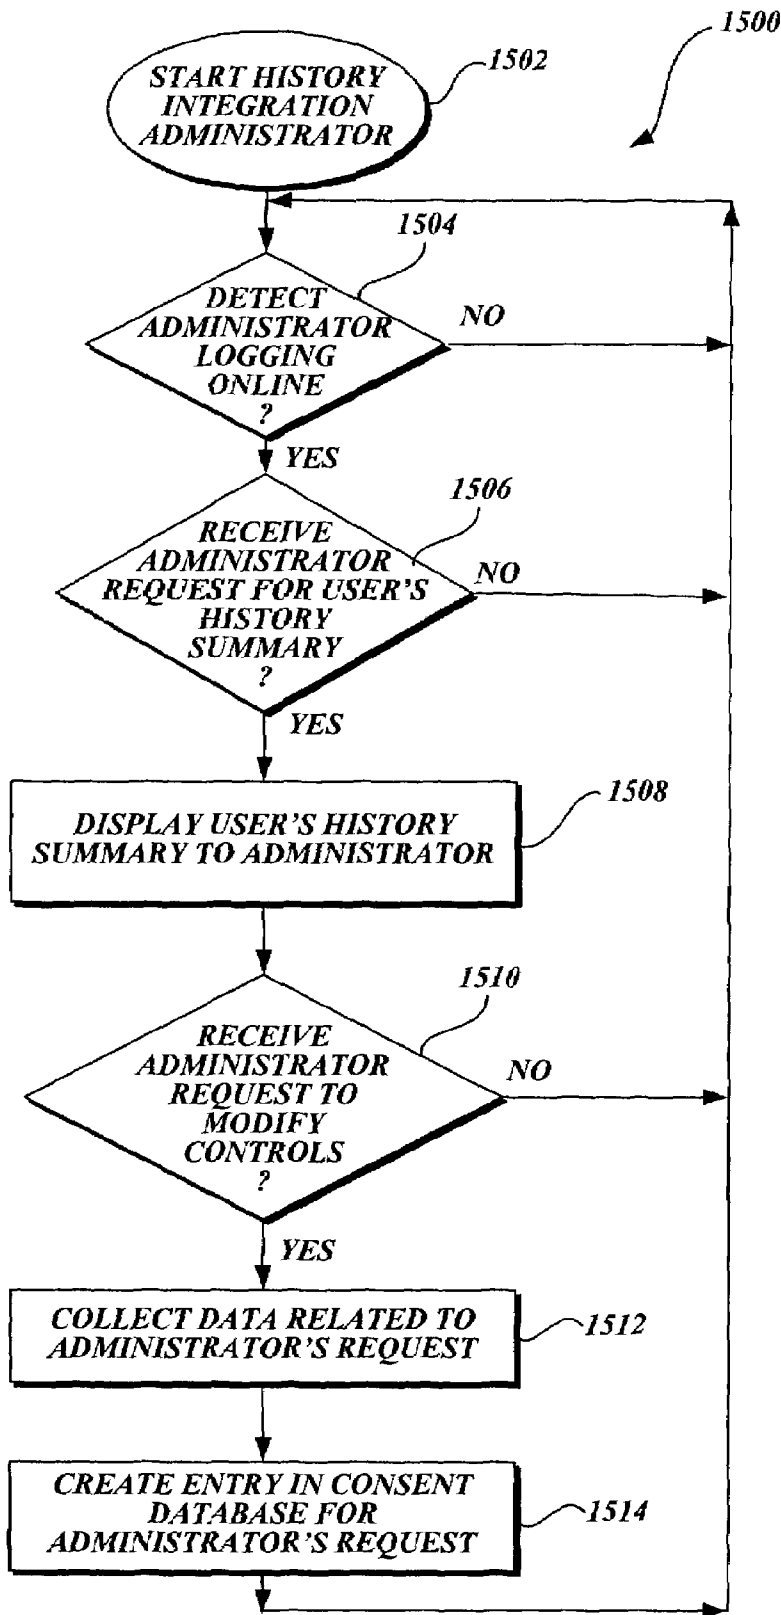 1500
START HISTORY
INTEGRATION
ADMINISTRATOR
1502
1504
DETECT
ADMINISTRATOR
LOGGING
ONLINE
?
NO
YES
1506
RECEIVE
ADMINISTRATOR
REQUEST FOR USER'S
HISTORY
SUMMARY
?
NO
YES
1508
DISPLAY USER'S HISTORY
SUMMARY TO ADMINISTRATOR
1510
RECEIVE
ADMINISTRATOR
REQUEST TO
MODIFY
CONTROLS
?
NO
YES
COLLECT DATA RELATED TO
ADMINISTRATOR'S REQUEST
1512
CREATE ENTRY IN CONSENT
DATABASE FOR
ADMINISTRATOR'S REQUEST
1514